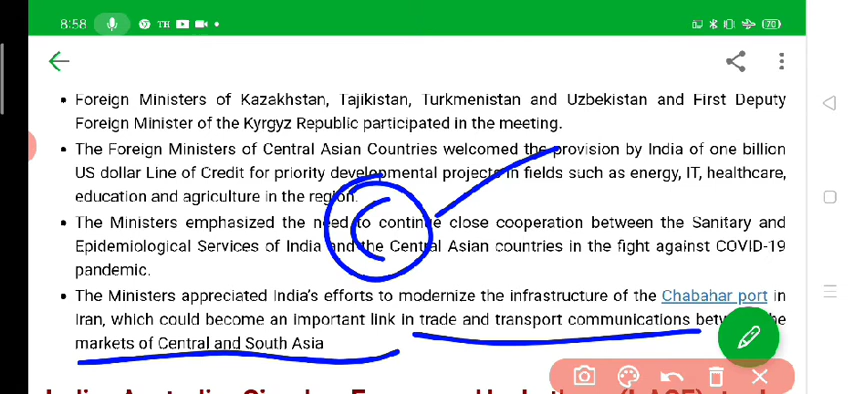 8:58
TH
70
• Foreign Ministers of Kazakhstan, Tajikistan, Turkmenistan and Uzbekistan and First Deputy
Foreign Minister of the Kyrgyz Republic participated in the meeting.
• The Foreign Ministers of Central Asian Countries welcomed the provision by India of one billion
US dollar Line of Credit for priority developmental projects in fields such as energy, IT, healthcare,
education and agriculture in the region.
• The Ministers emphasized the need to continue close cooperation between the Sanitary and
Epidemiological Services of India and the Central Asian countries in the fight against COVID-19
pandemic.
• The Ministers appreciated India's efforts to modernize the infrastructure of the Chabahar port in
Iran, which could become an important link in trade and transport communications
markets of Central and South Asia